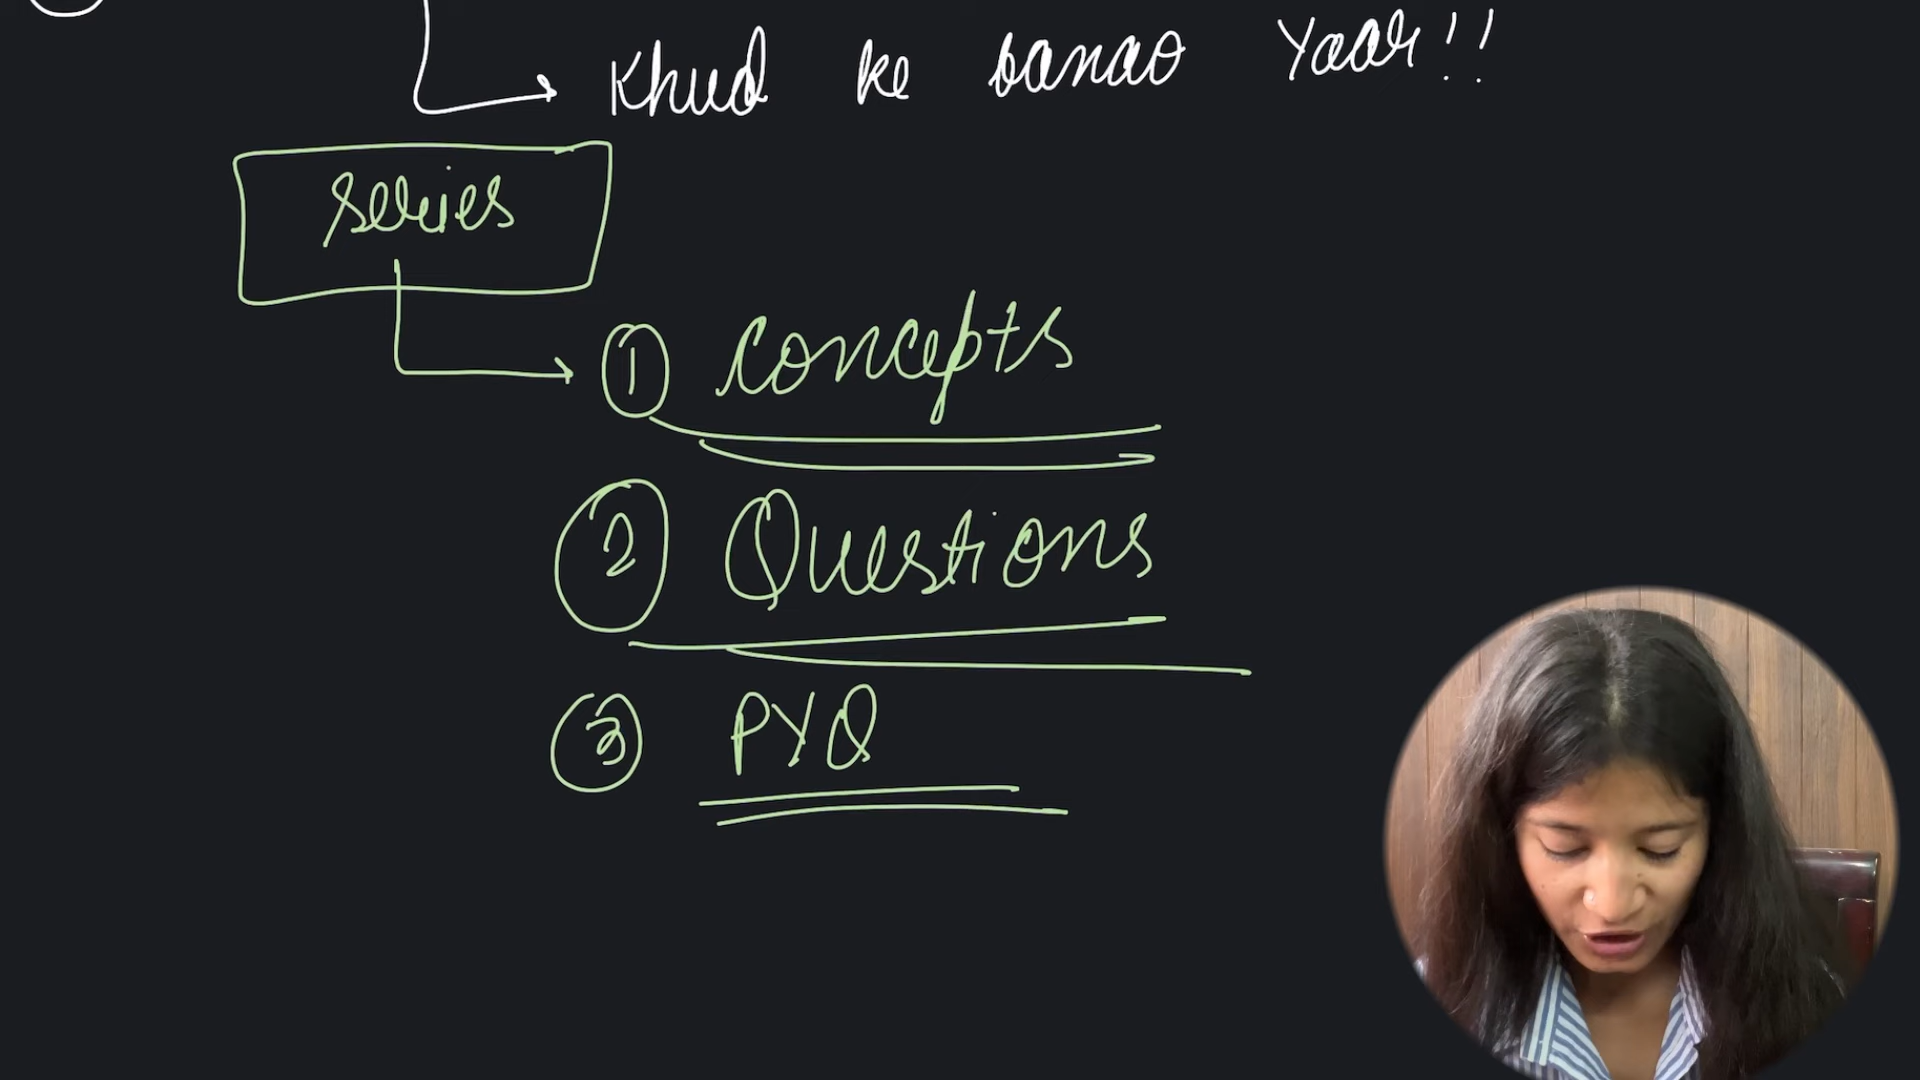 Khud ke banao Yaar!!
Series
1 concepts
2 Questions
3 PYQ